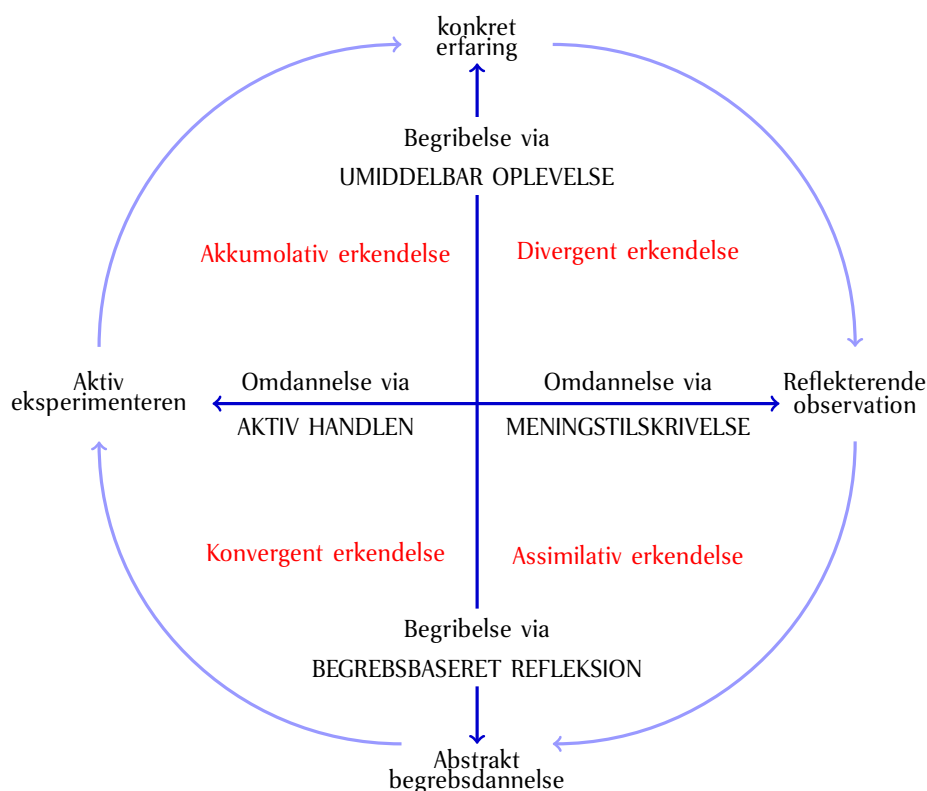 konkret
erfaring
Begribelse via
UMIDDELBAR OPLEVELSE
Akkumolativ erkendelse
Divergent erkendelse
Aktiv
eksperimenteren
Omdannelse via
AKTIV HANDLEN
Omdannelse via
MENINGSTILSKRIVELSE
Reflekterende
observation
Konvergent erkendelse
Assimilativ erkendelse
Begribelse via
BEGREBSBASERET REFLEKSION
Abstrakt
begrebsdannelse